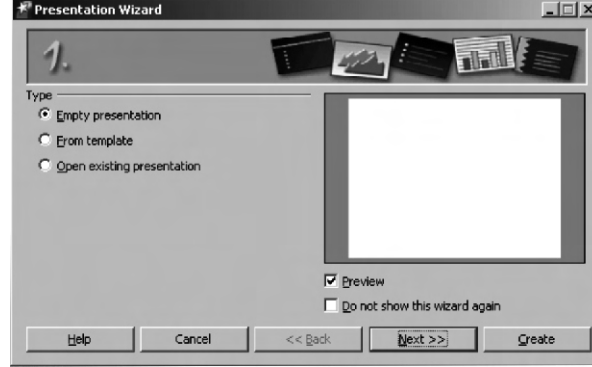 Presentation Wizard
1.
Type
Empty presentation
From template
Open existing presentation
Preview
Do not show this wizard again
Help Cancel << Back Next >> Create